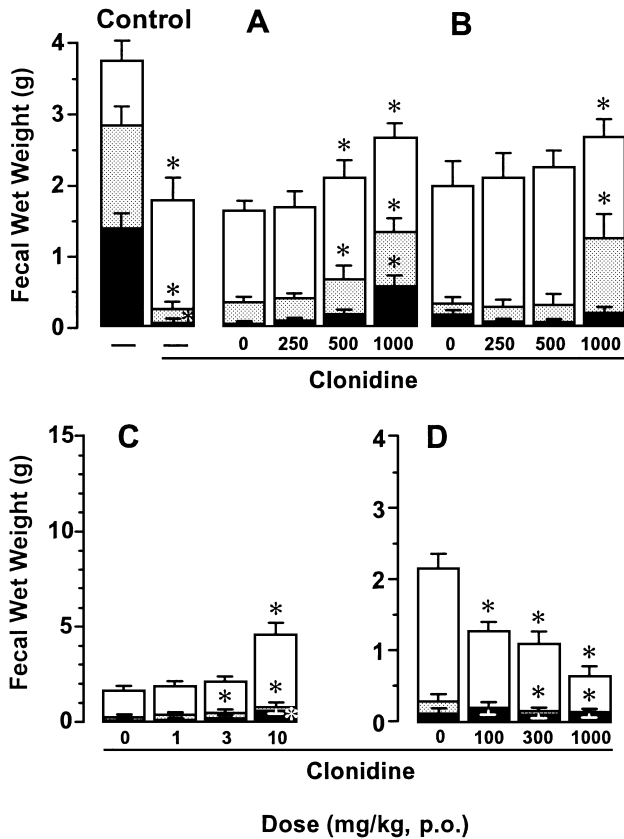 Control A B
Fecal Wet Weight (g)
4
3
2
1
0
* * * * * * * * * * *
— — 0 250 500 1000 0 250 500 1000
Clonidine
C D
Fecal Wet Weight (g)
15
10
5
0
4
3
2
1
0
* * * * * * * * *
0 1 3 10 0 100 300 1000
Clonidine
Dose (mg/kg, p.o.)